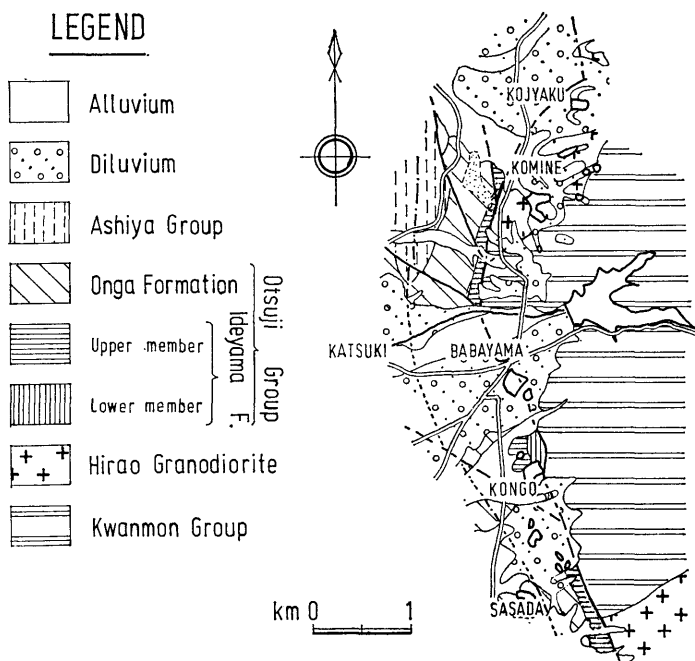 LEGEND
Alluvium
Diluvium
Ashiya Group
Onga Formation
Upper member
Lower member
Ideyama F.
Otsuji Group
Hirao Granodiorite
Kwanmon Group
KOJYAKU
KOMINE
KATSUKI
BABAYAMA
KONGO
SASADA
km 0 1